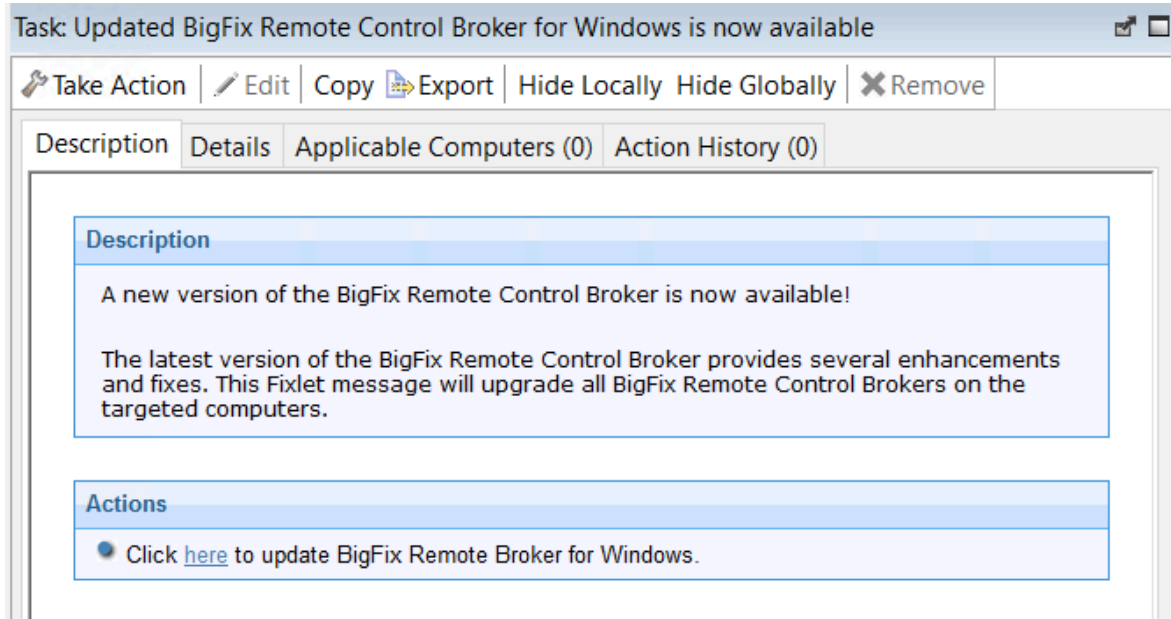 Task: Updated BigFix Remote Control Broker for Windows is now available
Take Action Edit Copy Export Hide Locally Hide Globally Remove
Description Details Applicable Computers (0) Action History (0)
Description
A new version of the BigFix Remote Control Broker is now available!
The latest version of the BigFix Remote Control Broker provides several enhancements
and fixes. This Fixlet message will upgrade all BigFix Remote Control Brokers on the
targeted computers.
Actions
Click here to update BigFix Remote Broker for Windows.